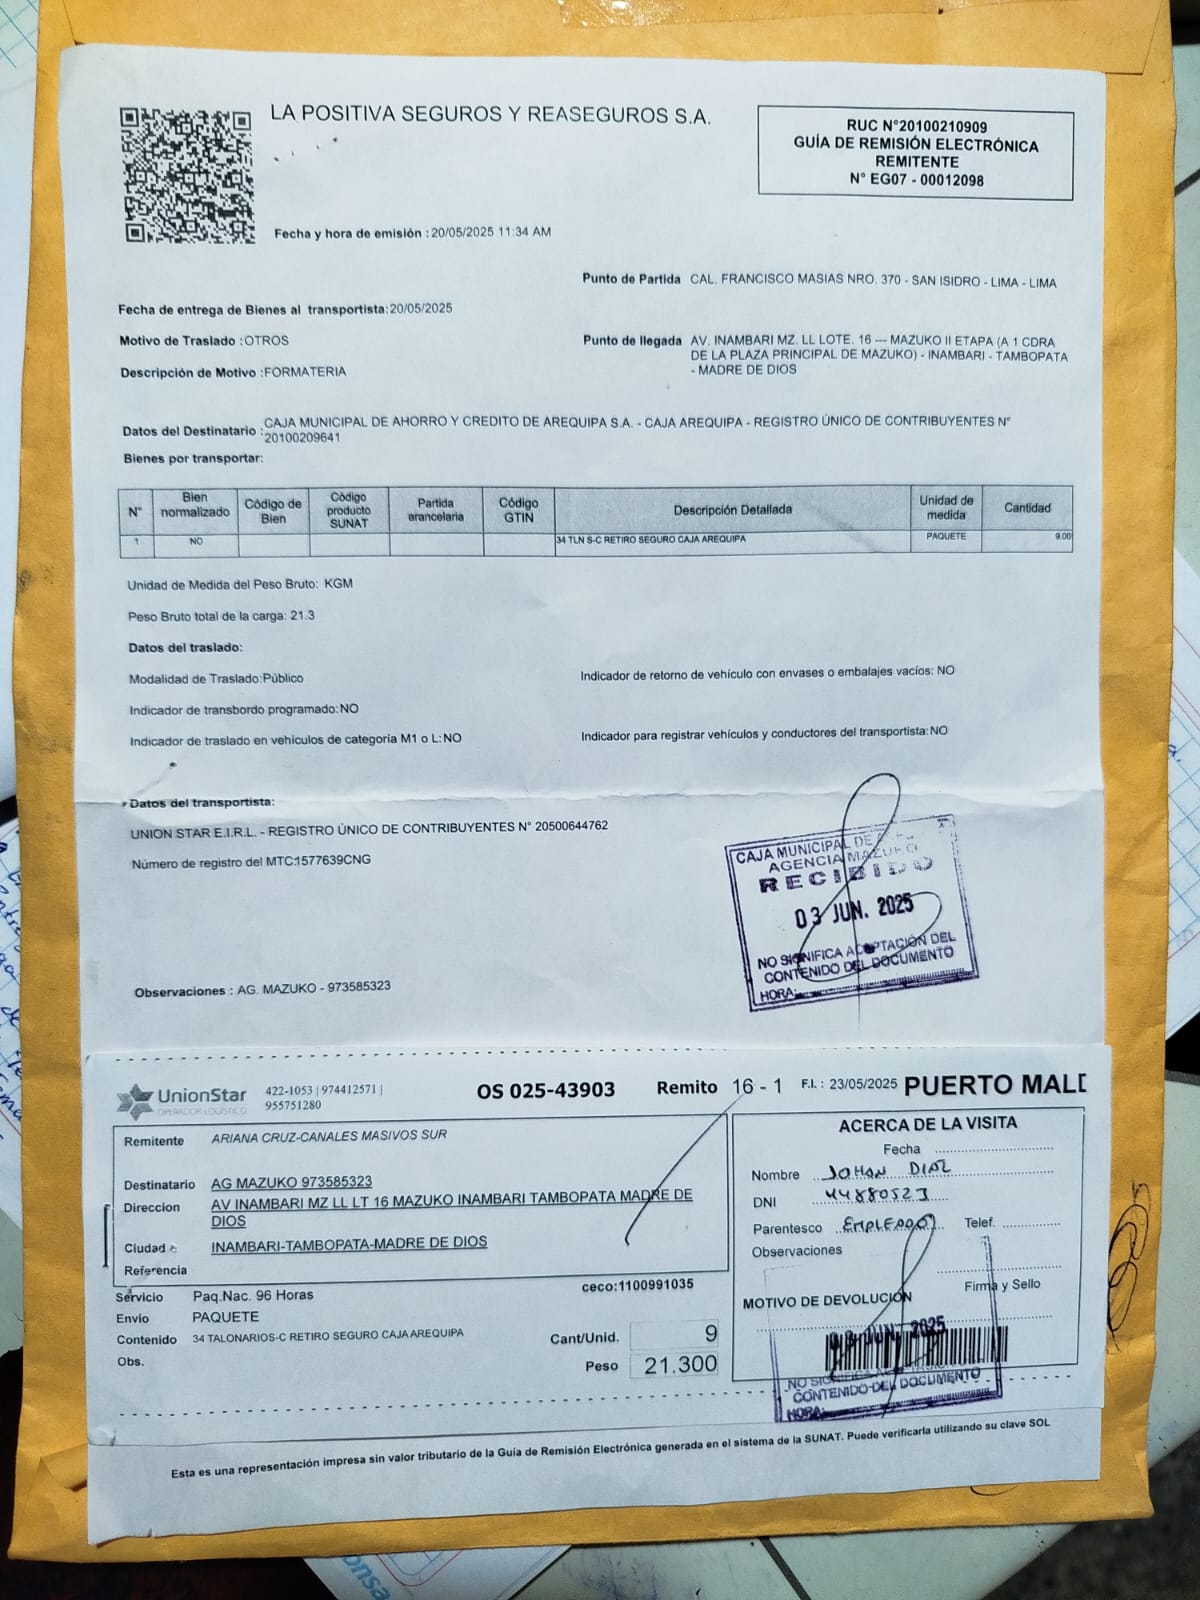 LA POSITIVA SEGUROS Y REASEGUROS S.A.
RUC N°20100210909
GUÍA DE REMISIÓN ELECTRÓNICA
REMITENTE
N° EG07 - 00012098
Fecha y hora de emisión : 20/05/2025 11:34 AM
Punto de Partida CAL. FRANCISCO MASIAS NRO. 370 - SAN ISIDRO - LIMA - LIMA
Fecha de entrega de Bienes al transportista: 20/05/2025
Motivo de Traslado : OTROS
Punto de llegada AV. INAMBARI MZ. LL LOTE. 16 --- MAZUKO II ETAPA (A 1 CDRA
DE LA PLAZA PRINCIPAL DE MAZUKO) - INAMBARI - TAMBOPATA
- MADRE DE DIOS
Descripción de Motivo :FORMATERIA
Datos del Destinatario : CAJA MUNICIPAL DE AHORRO Y CREDITO DE AREQUIPA S.A. - CAJA AREQUIPA - REGISTRO ÚNICO DE CONTRIBUYENTES N°
20100209641
Bienes por transportar:
N° Bien normalizado Código de Bien Código producto SUNAT Partida arancelaria Código GTIN Descripción Detallada Unidad de medida Cantidad
1 NO 34 TLN S-C RETIRO SEGURO CAJA AREQUIPA PAQUETE 9.00
Unidad de Medida del Peso Bruto: KGM
Peso Bruto total de la carga: 21.3
Datos del traslado:
Modalidad de Traslado:Público
Indicador de retorno de vehículo con envases o embalajes vacíos: NO
Indicador de transbordo programado: NO
Indicador de traslado en vehículos de categoría M1 o L: NO
Indicador para registrar vehículos y conductores del transportista: NO
Datos del transportista:
UNION STAR E.I.R.L. - REGISTRO ÚNICO DE CONTRIBUYENTES N° 20500644762
Número de registro del MTC:1577639CNG
CAJA MUNICIPAL DE
AGENCIA MAZUKO
RECIBIDO
03 JUN. 2025
NO SIGNIFICA ACEPTACIÓN DEL
CONTENIDO DEL DOCUMENTO
HORA:
Observaciones : AG. MAZUKO - 973585323
UnionStar
OPERADOR LOGÍSTICO
422-1053 | 974412571 |
955751280
OS 025-43903
Remito 16 - 1
F.I.: 23/05/2025
PUERTO MALD
Remitente ARIANA CRUZ-CANALES MASIVOS SUR
Destinatario AG MAZUKO 973585323
Direccion AV INAMBARI MZ LL LT 16 MAZUKO INAMBARI TAMBOPATA MADRE DE
DIOS
Ciudad INAMBARI-TAMBOPATA-MADRE DE DIOS
Referencia
ACERCA DE LA VISITA
Fecha
Nombre JOHAN DIAZ
DNI 44880523
Parentesco EMPLEADO Telef.
Observaciones
Firma y Sello
MOTIVO DE DEVOLUCIÓN
JUN. 2025
CONTENIDO DEL DOCUMENTO
HORA:
ceco:1100991035
Servicio Paq.Nac. 96 Horas
Envio PAQUETE
Contenido 34 TALONARIOS-C RETIRO SEGURO CAJA AREQUIPA
Obs.
Cant/Unid. 9
Peso 21.300
Esta es una representación impresa sin valor tributario de la Guía de Remisión Electrónica generada en el sistema de la SUNAT. Puede verificarla utilizando su clave SOL